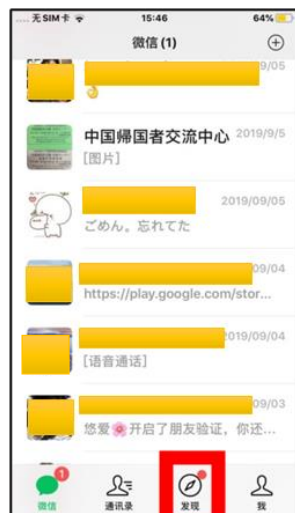 无SIM卡 15:46 64%
微信(1)
9/05
👌
中国帰国者交流中心 2019/9/5
[图片]
2019/09/05
ごめん。忘れてた
09/04
https://play.google.com/stor...
2019/09/04
[语音通话]
09/03
悠爱🌸开启了朋友验证，你还...
1
微信 通讯录 发现 我